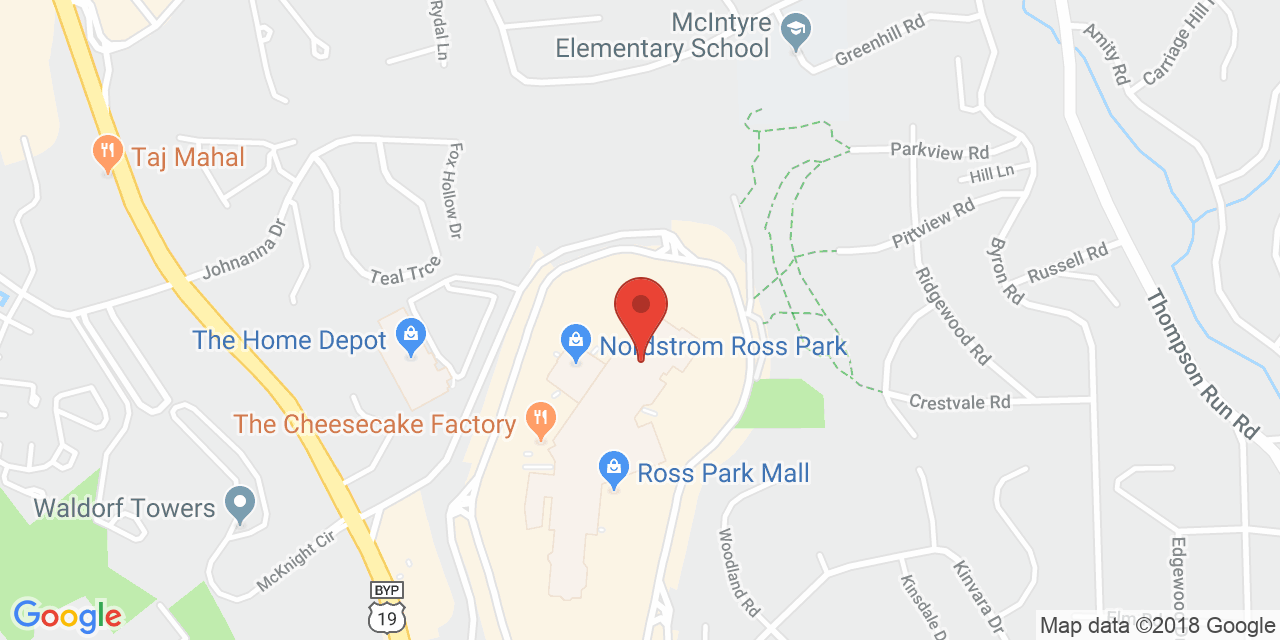 McIntyre
Elementary School
Rydal Ln
Greenhill Rd
Amity Rd
Carriage Hill
Taj Mahal
Fox Hollow Dr
Parkview Rd
Hill Ln
Pittview Rd
Johnanna Dr
Teal Trce
Byron Rd
Russell Rd
Ridgewood Rd
Thompson Run Rd
The Home Depot
Nordstrom Ross Park
The Cheesecake Factory
Crestvale Rd
Ross Park Mall
Waldorf Towers
McKnight Cir
Woodland Rd
Kinsdale D
Kinvara Dr
Edgewood
BYP
19
Google
Map data ©2018 Google